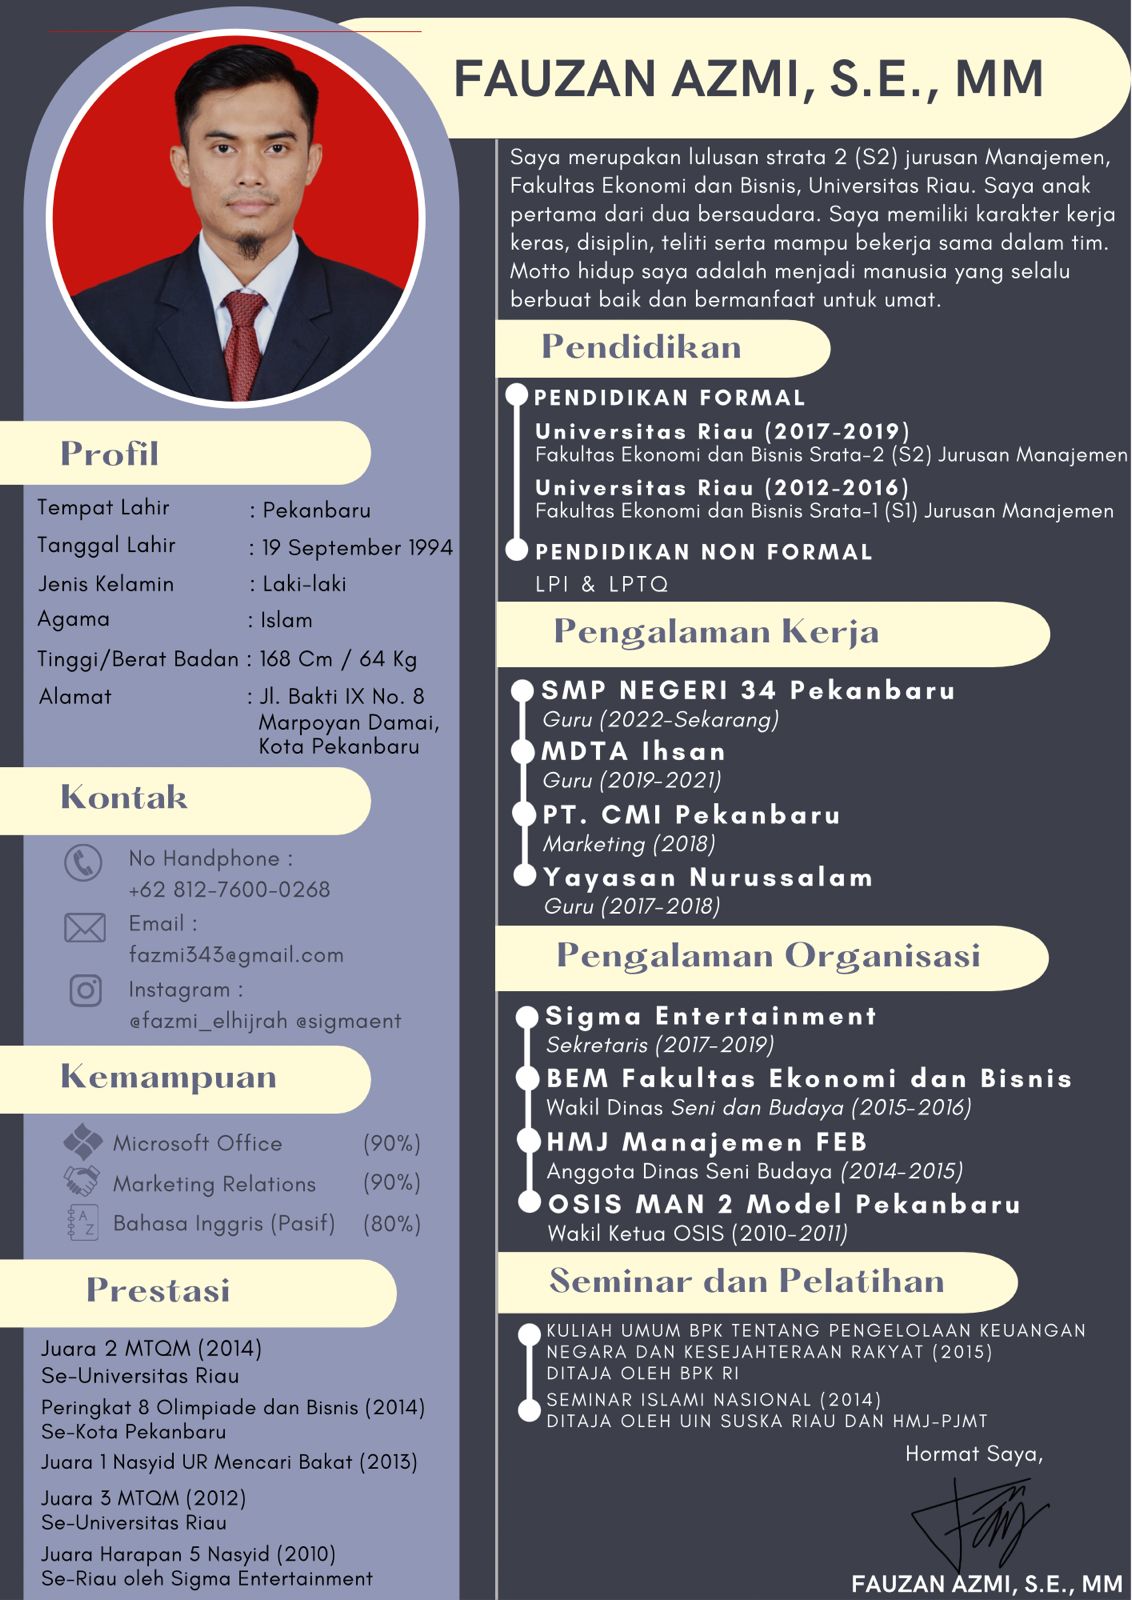 FAUZAN AZMI, S.E., MM
Saya merupakan lulusan strata 2 (S2) jurusan Manajemen,
Fakultas Ekonomi dan Bisnis, Universitas Riau. Saya anak
pertama dari dua bersaudara. Saya memiliki karakter kerja
keras, disiplin, teliti serta mampu bekerja sama dalam tim.
Motto hidup saya adalah menjadi manusia yang selalu
berbuat baik dan bermanfaat untuk umat.
Profil
Tempat Lahir : Pekanbaru
Tanggal Lahir : 19 September 1994
Jenis Kelamin : Laki-laki
Agama : Islam
Tinggi/Berat Badan : 168 Cm / 64 Kg
Alamat : Jl. Bakti IX No. 8
Marpoyan Damai,
Kota Pekanbaru
Kontak
No Handphone :
+62 812-7600-0268
Email :
fazmi343@gmail.com
Instagram :
@fazmi_elhijrah @sigmaent
Kemampuan
Microsoft Office (90%)
Marketing Relations (90%)
A
Z
Bahasa Inggris (Pasif) (80%)
Prestasi
Juara 2 MTQM (2014)
Se-Universitas Riau
Peringkat 8 Olimpiade dan Bisnis (2014)
Se-Kota Pekanbaru
Juara 1 Nasyid UR Mencari Bakat (2013)
Juara 3 MTQM (2012)
Se-Universitas Riau
Juara Harapan 5 Nasyid (2010)
Se-Riau oleh Sigma Entertainment
Pendidikan
PENDIDIKAN FORMAL
Universitas Riau (2017-2019)
Fakultas Ekonomi dan Bisnis Srata-2 (S2) Jurusan Manajemen
Universitas Riau (2012-2016)
Fakultas Ekonomi dan Bisnis Srata-1 (S1) Jurusan Manajemen
PENDIDIKAN NON FORMAL
LPI & LPTQ
Pengalaman Kerja
SMP NEGERI 34 Pekanbaru
Guru (2022-Sekarang)
MDTA Ihsan
Guru (2019-2021)
PT. CMI Pekanbaru
Marketing (2018)
Yayasan Nurussalam
Guru (2017-2018)
Pengalaman Organisasi
Sigma Entertainment
Sekretaris (2017-2019)
BEM Fakultas Ekonomi dan Bisnis
Wakil Dinas Seni dan Budaya (2015-2016)
HMJ Manajemen FEB
Anggota Dinas Seni Budaya (2014-2015)
OSIS MAN 2 Model Pekanbaru
Wakil Ketua OSIS (2010-2011)
Seminar dan Pelatihan
KULIAH UMUM BPK TENTANG PENGELOLAAN KEUANGAN
NEGARA DAN KESEJAHTERAAN RAKYAT (2015)
DITAJA OLEH BPK RI
SEMINAR ISLAMI NASIONAL (2014)
DITAJA OLEH UIN SUSKA RIAU DAN HMJ-PJMT
Hormat Saya,
FAUZAN AZMI, S.E., MM